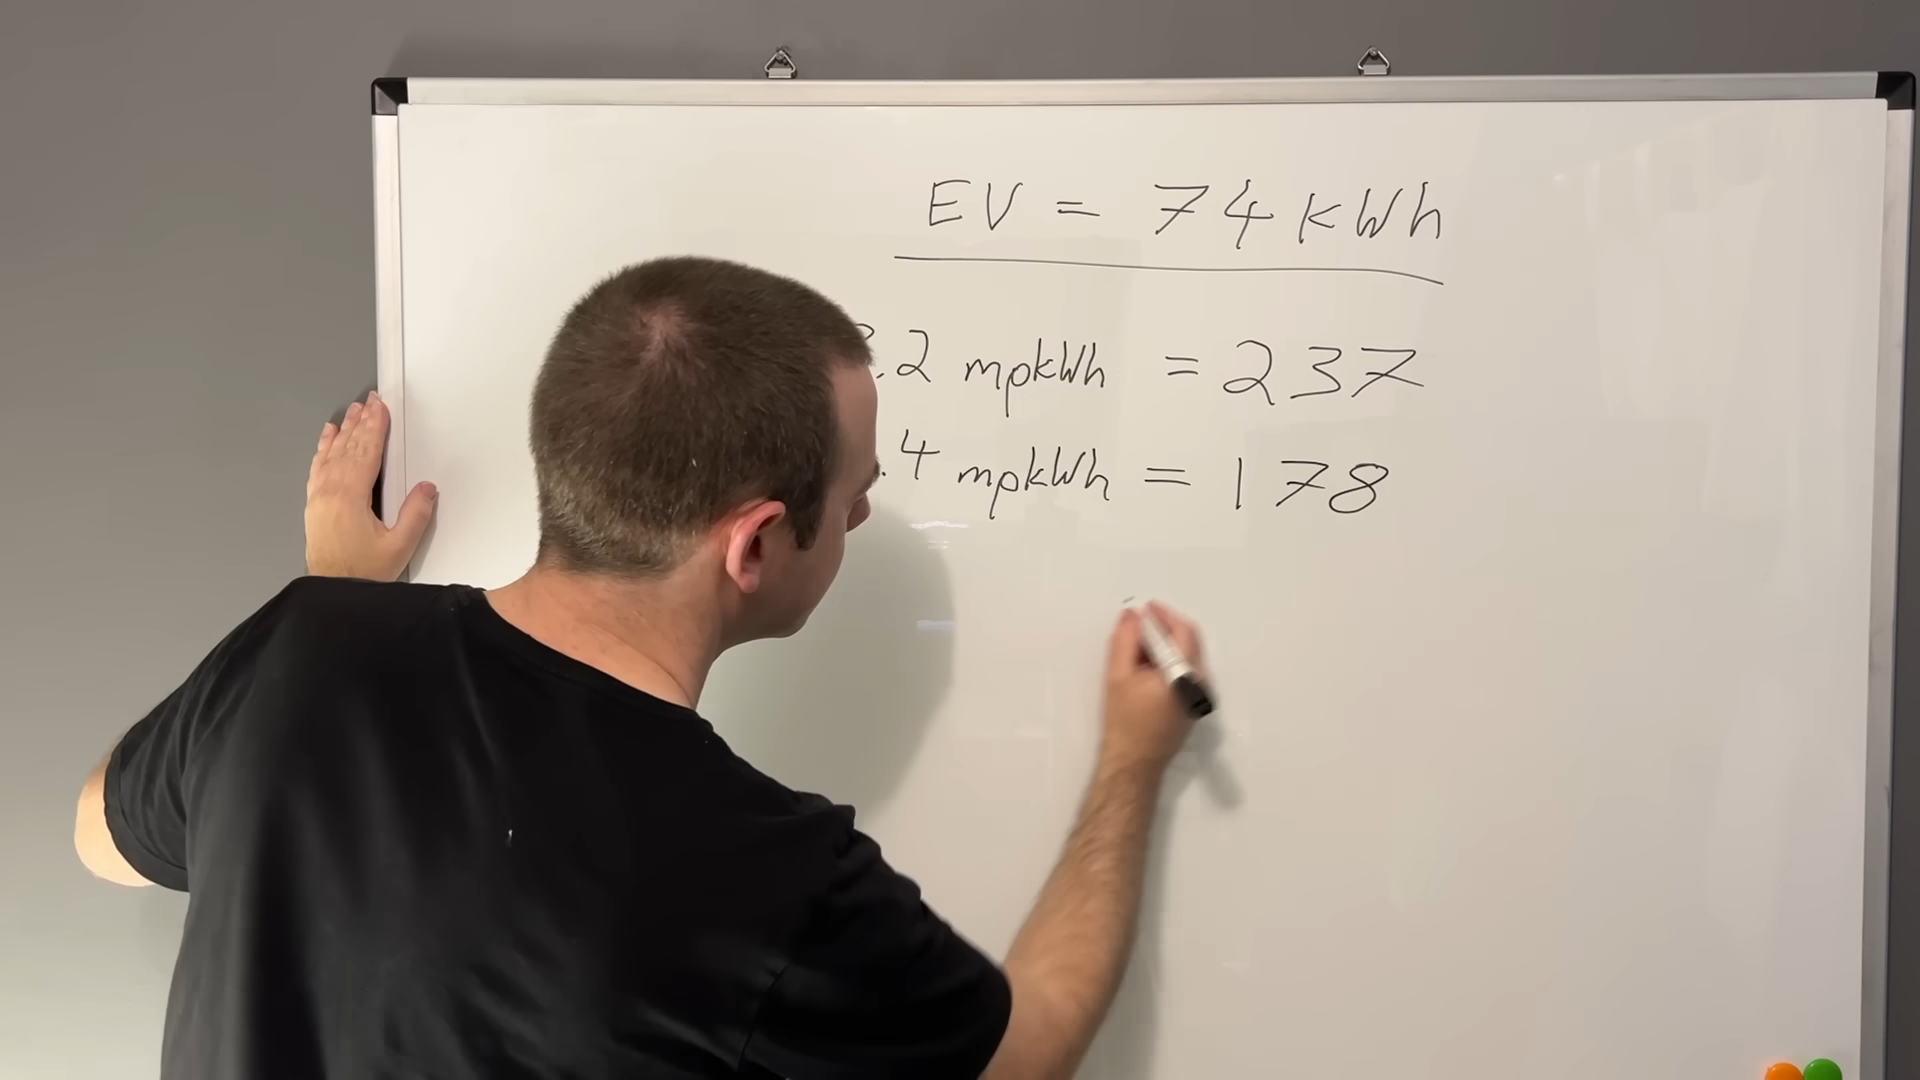 EV = 74 kWh
.2 mpkWh = 237
.4 mpkWh = 178